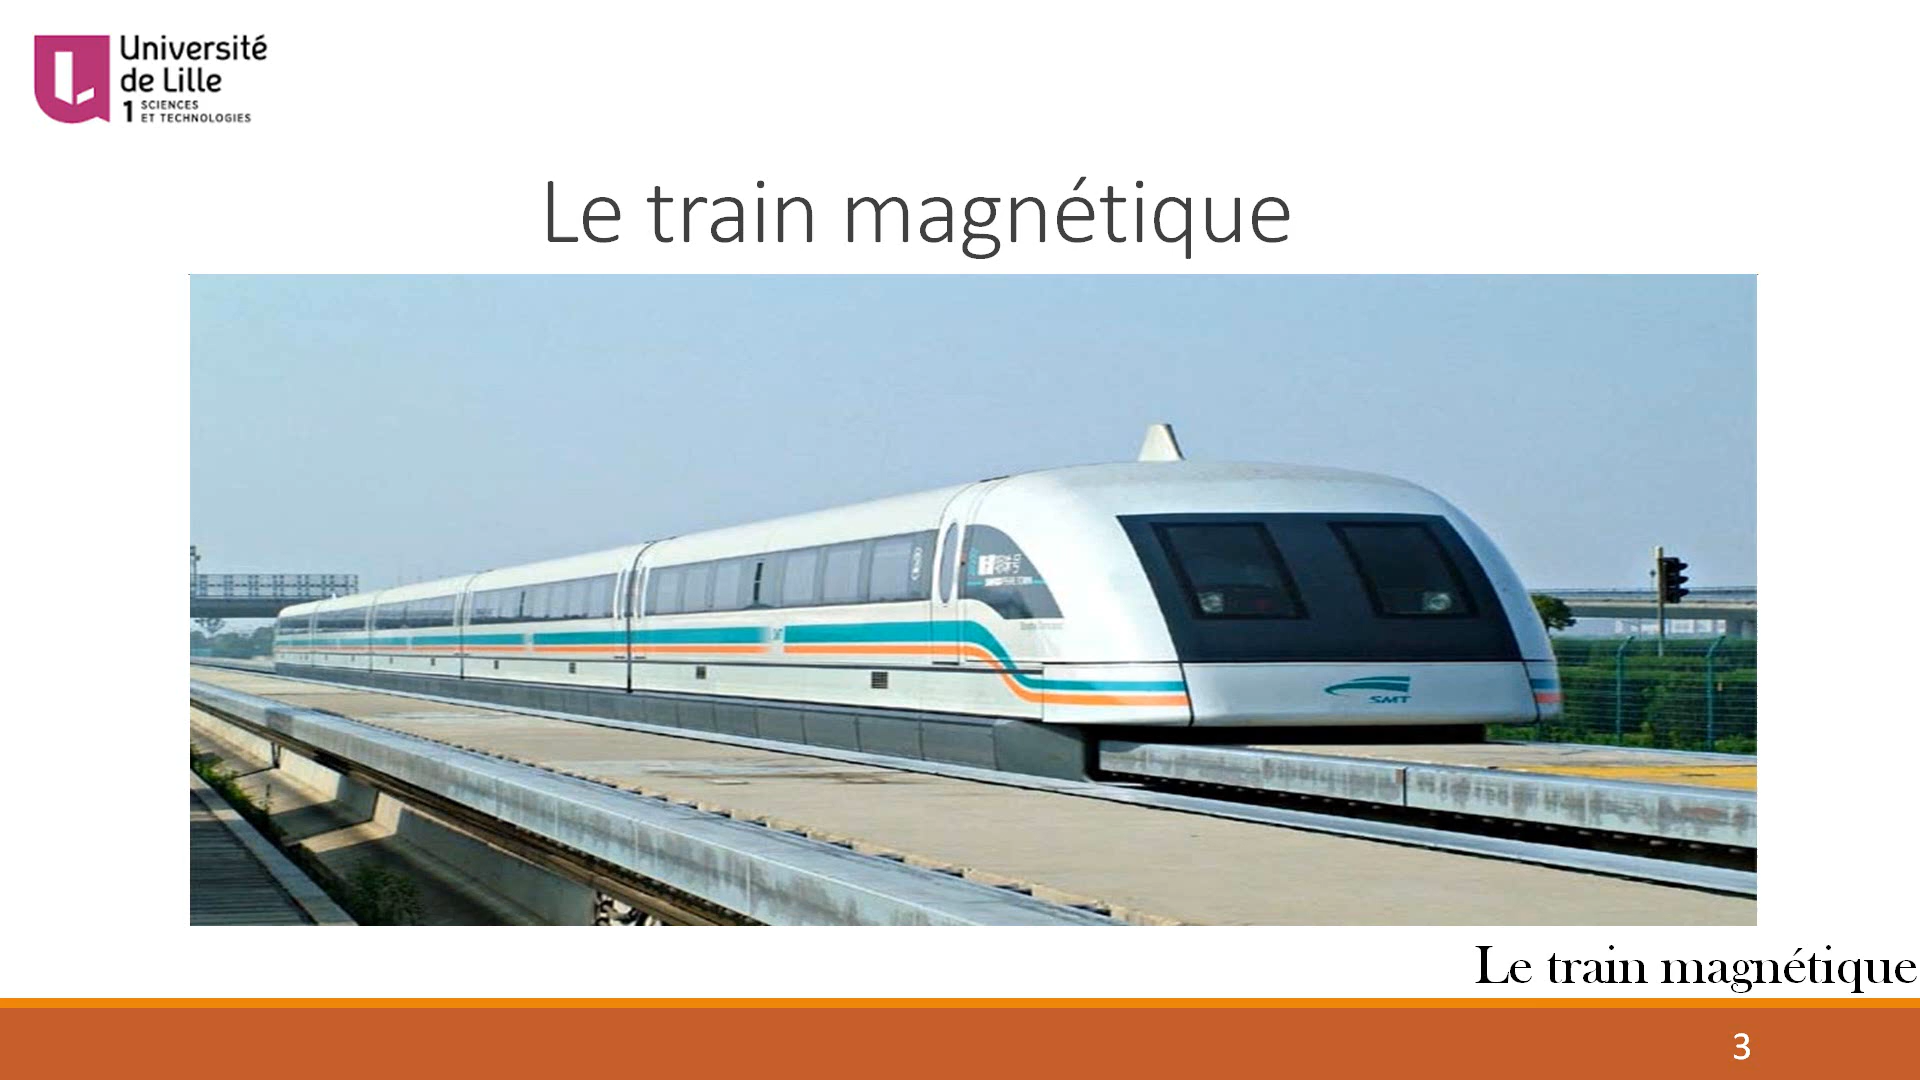 Université
de Lille
1 SCIENCES
ET TECHNOLOGIES
Le train magnétique
SMT
Le train magnétique
3